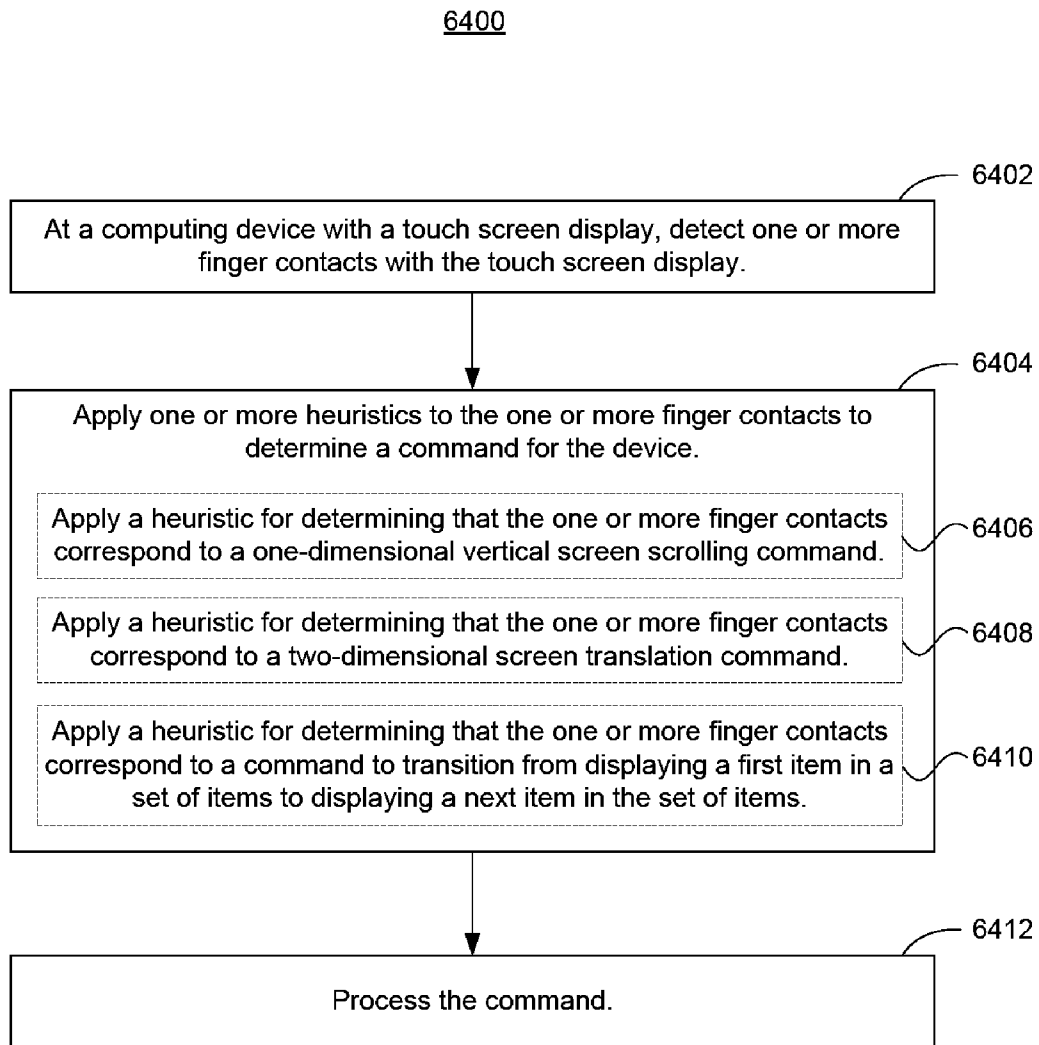 6400
6402
At a computing device with a touch screen display, detect one or more
finger contacts with the touch screen display.
6404
Apply one or more heuristics to the one or more finger contacts to
determine a command for the device.
Apply a heuristic for determining that the one or more finger contacts
correspond to a one-dimensional vertical screen scrolling command.
6406
Apply a heuristic for determining that the one or more finger contacts
correspond to a two-dimensional screen translation command.
6408
Apply a heuristic for determining that the one or more finger contacts
correspond to a command to transition from displaying a first item in a
set of items to displaying a next item in the set of items.
6410
6412
Process the command.